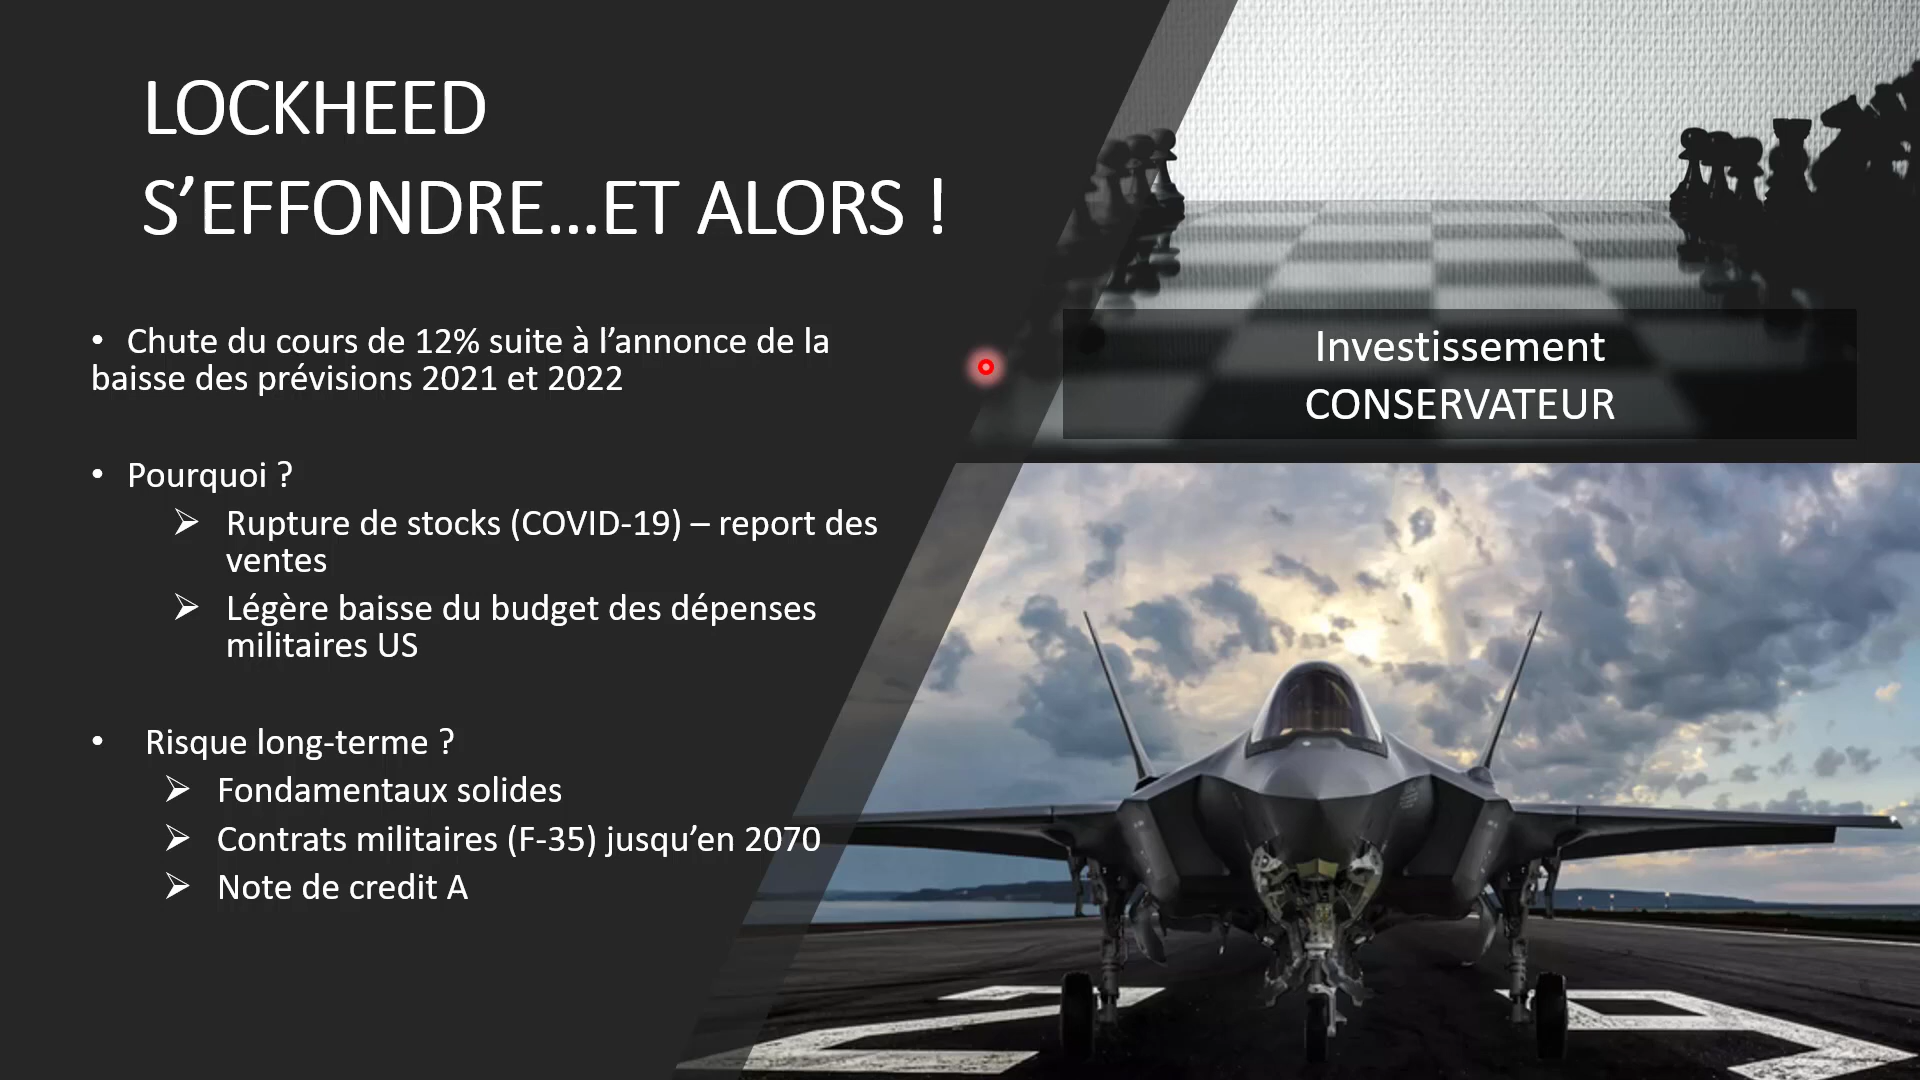 LOCKHEED
S’EFFONDRE...ET ALORS !
• Chute du cours de 12% suite à l’annonce de la
baisse des prévisions 2021 et 2022
• Pourquoi ?
➢ Rupture de stocks (COVID-19) – report des
ventes
➢ Légère baisse du budget des dépenses
militaires US
• Risque long-terme ?
➢ Fondamentaux solides
➢ Contrats militaires (F-35) jusqu’en 2070
➢ Note de credit A
Investissement
CONSERVATEUR